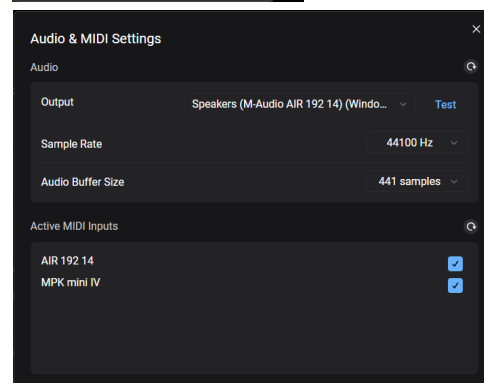 Audio & MIDI Settings
Audio
Output Speakers (M-Audio AIR 192 14) (Windo... Test
Sample Rate 44100 Hz
Audio Buffer Size 441 samples
Active MIDI Inputs
AIR 192 14
MPK mini IV